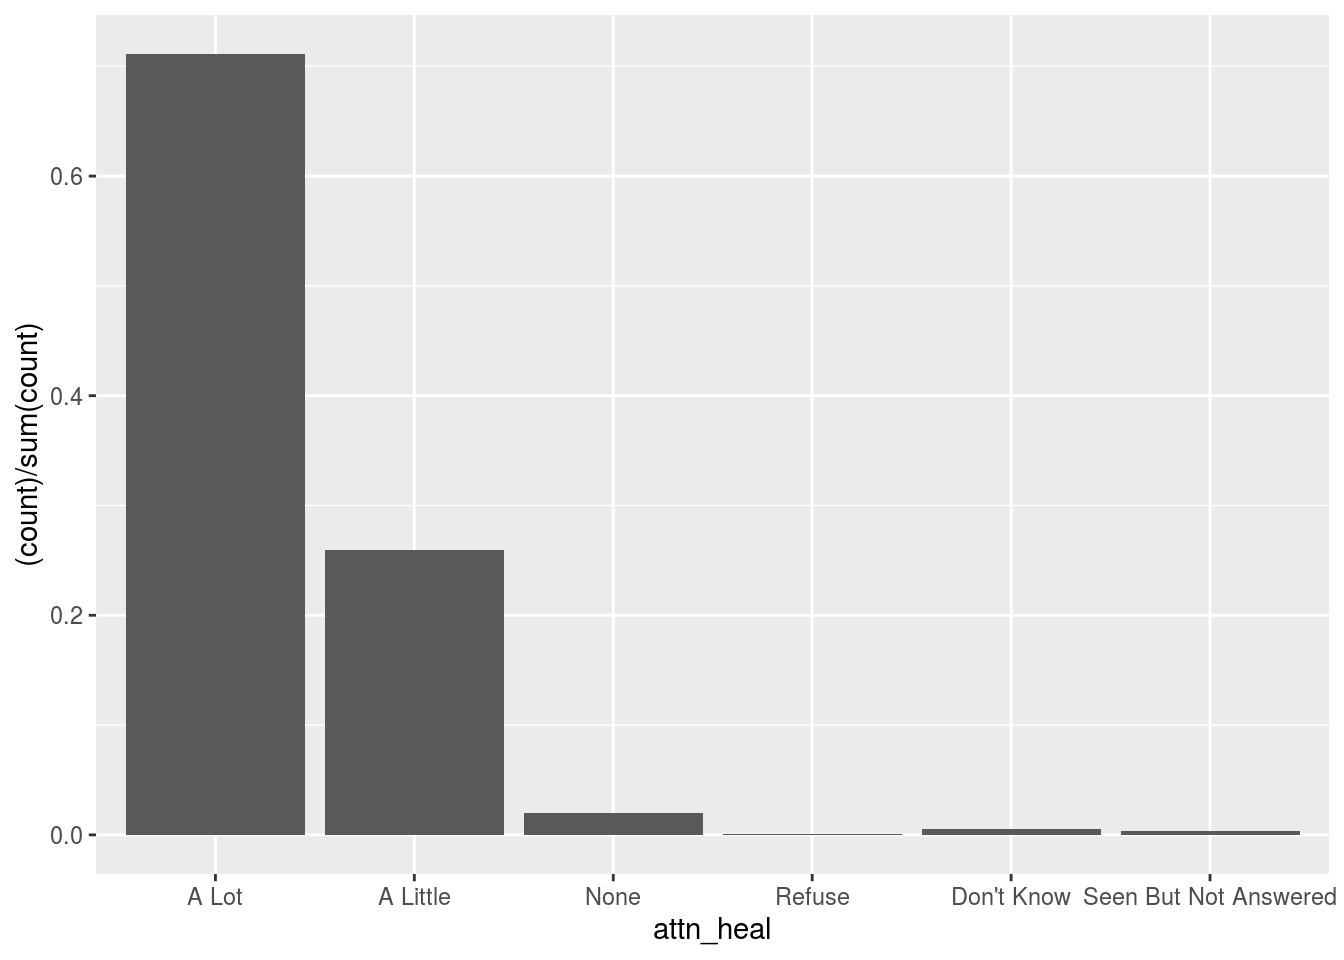 (count)/sum(count)
0.6
0.4
0.2
0.0
A Lot
A Little
None
Refuse
Don't Know
Seen But Not Answered
attn_heal